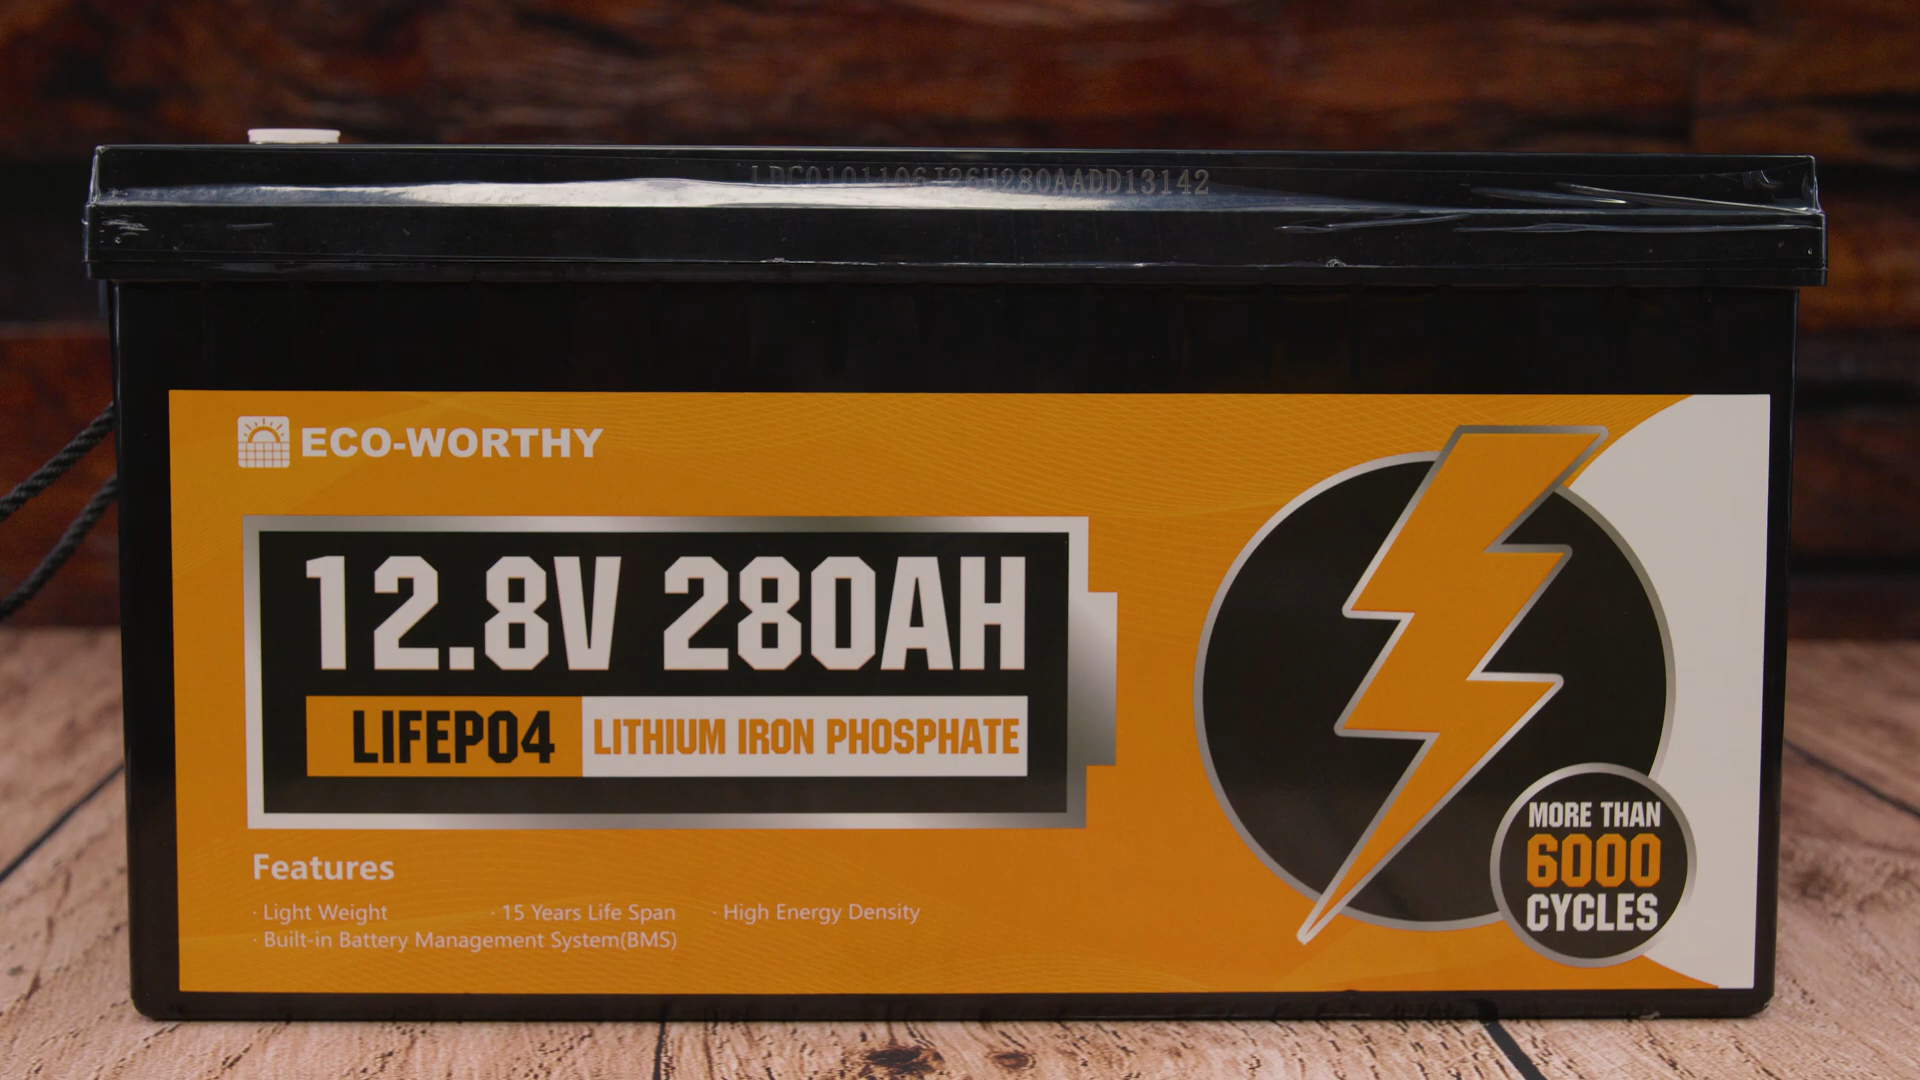 LDC0101106J26H280AADD13142
ECO-WORTHY
12.8V 280AH
LIFEPO4 LITHIUM IRON PHOSPHATE
MORE THAN
6000
CYCLES
Features
· Light Weight · 15 Years Life Span · High Energy Density
· Built-in Battery Management System(BMS)